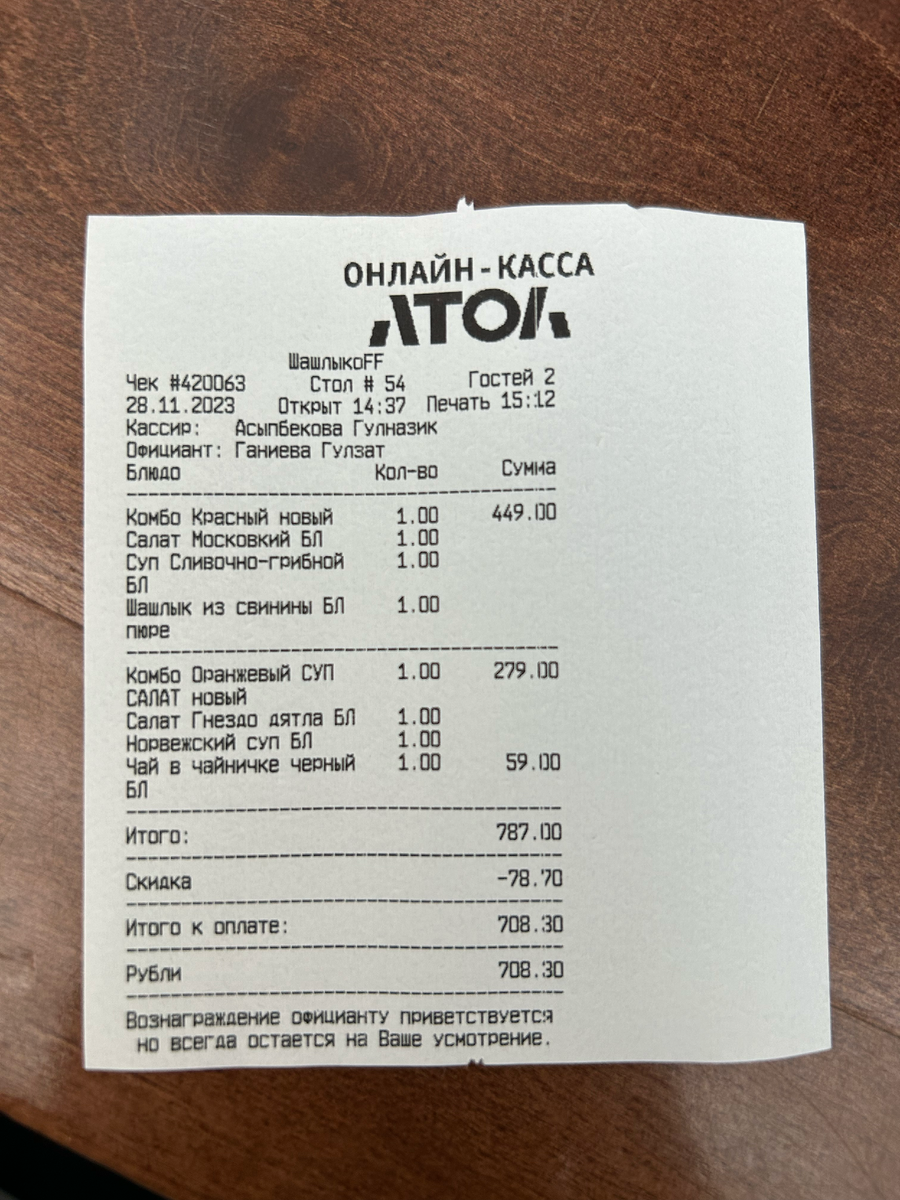 ОНЛАЙН-КАССА
АТОЛ
ШашлыкоFF
Чек #420063 Стол # 54 Гостей 2
28.11.2023 Открыт 14:37 Печать 15:12
Кассир: Асыпбекова Гулназик
Официант: Ганиева Гулзат
Блюдо Кол-во Сумма
Комбо Красный новый 1.00 449.00
Салат Московкий БЛ 1.00
Суп Сливочно-грибной 1.00
БЛ
Шашлык из свинины БЛ 1.00
пюре
Комбо Оранжевый СУП 1.00 279.00
САЛАТ новый
Салат Гнездо дятла БЛ 1.00
Норвежский суп БЛ 1.00
Чай в чайничке черный 1.00 59.00
БЛ
Итого: 787.00
Скидка -78.70
Итого к оплате: 708.30
Рубли 708.30
Вознаграждение официанту приветствуется
но всегда остается на Ваше усмотрение.